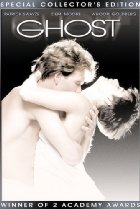 SPECIAL COLLECTOR'S EDITION
PATRICK SWAYZE DEMI MOORE WHOOPI GOLDBERG
GHOST
WINNER OF 2 ACADEMY AWARDS